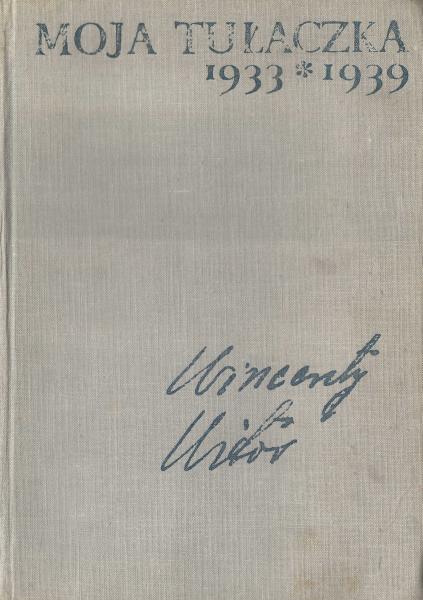 MOJA TUŁACZKA
1933 * 1939
Wincenty
Witos